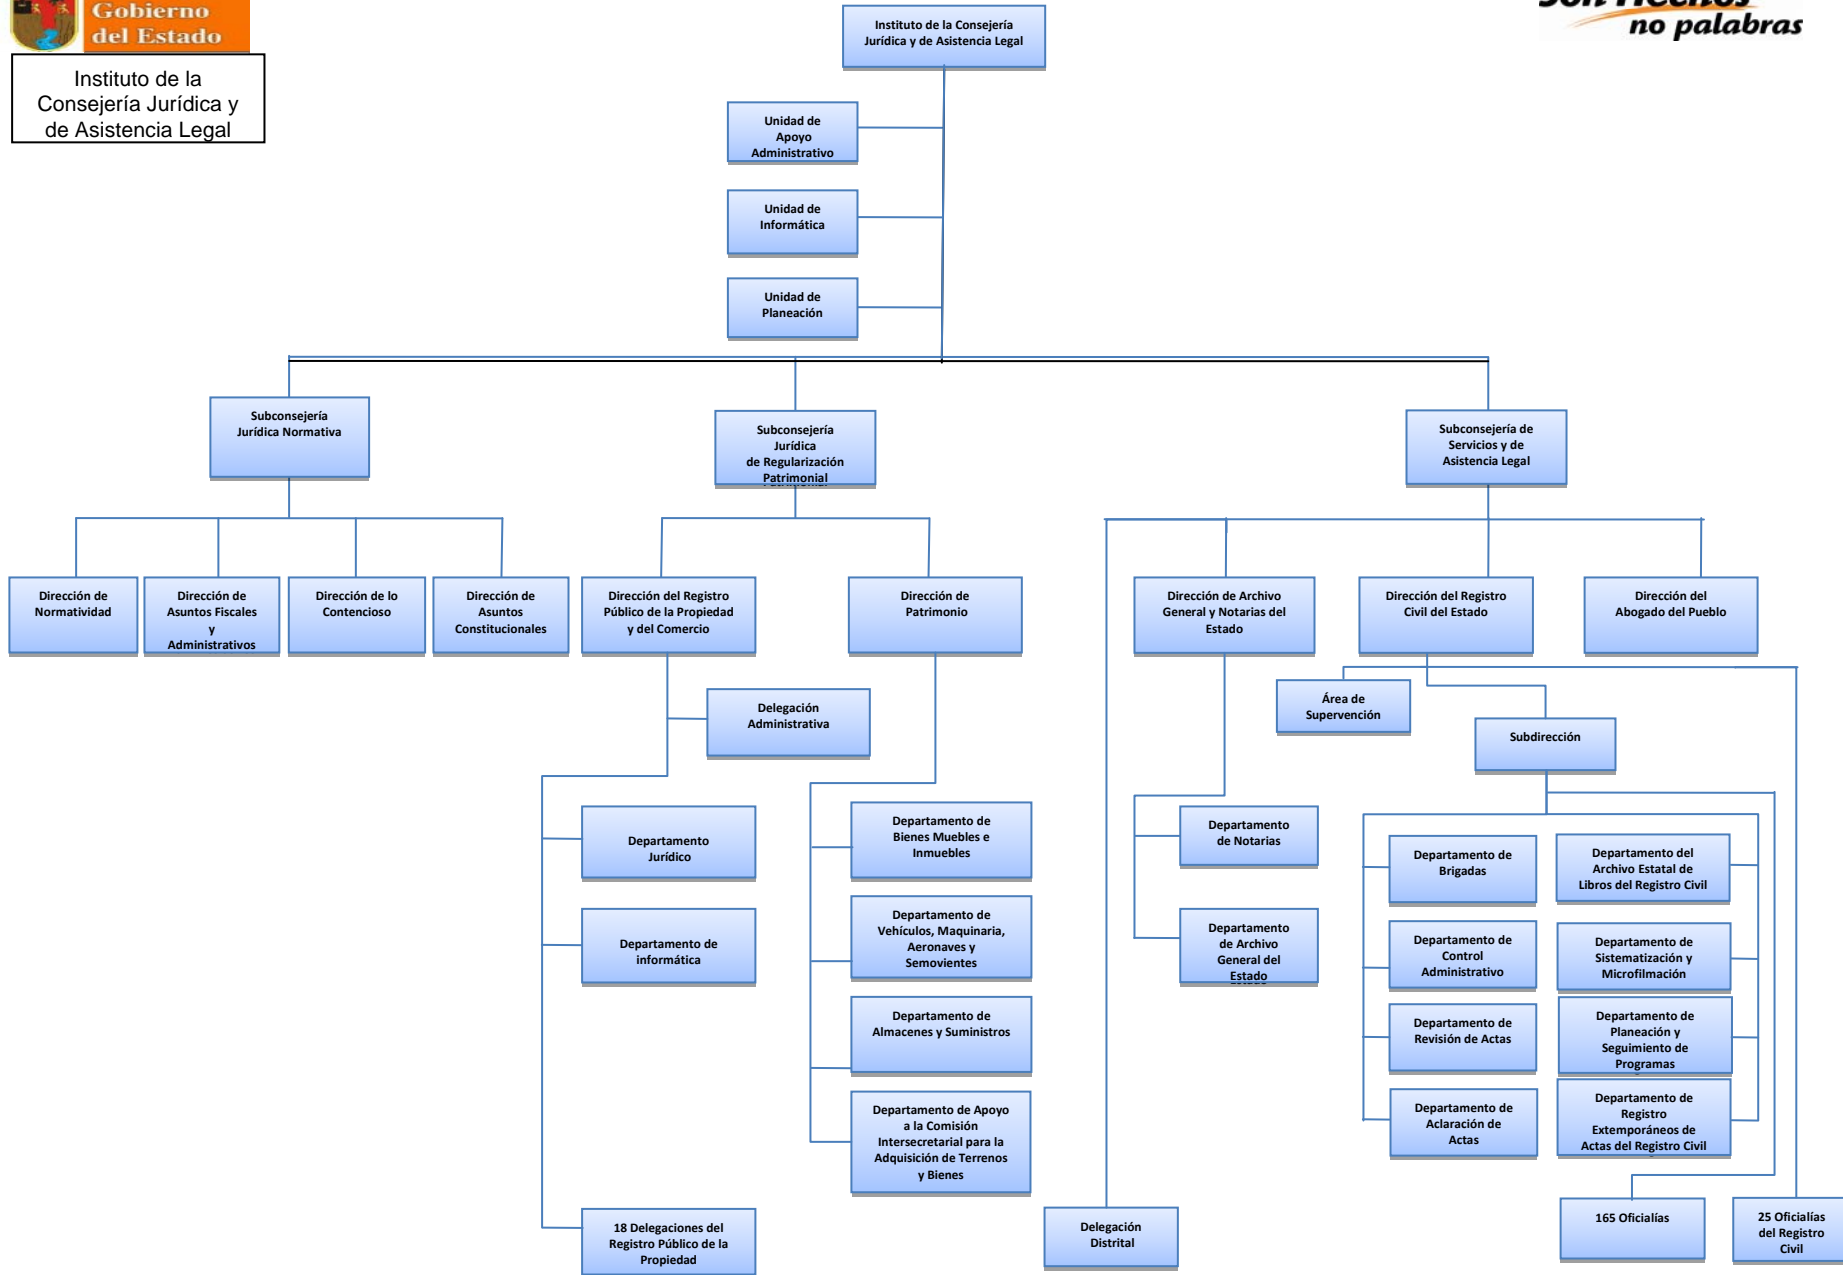 Gobierno
del Estado
Son Hechos
no palabras
Instituto de la
Consejería Jurídica y
de Asistencia Legal
Instituto de la Consejería
Jurídica y de Asistencia Legal
Unidad de
Apoyo
Administrativo
Unidad de
Informática
Unidad de
Planeación
Subconsejería
Jurídica Normativa
Subconsejería
Jurídica
de Regularización
Patrimonial
Subconsejería de
Servicios y de
Asistencia Legal
Dirección de
Normatividad
Dirección de
Asuntos Fiscales
y
Administrativos
Dirección de lo
Contencioso
Dirección de
Asuntos
Constitucionales
Dirección del Registro
Público de la Propiedad
y del Comercio
Dirección de
Patrimonio
Dirección de Archivo
General y Notarias del
Estado
Dirección del Registro
Civil del Estado
Dirección del
Abogado del Pueblo
Delegación
Administrativa
Área de
Supervención
Subdirección
Departamento
Jurídico
Departamento de
informática
18 Delegaciones del
Registro Público de la
Propiedad
Departamento de
Bienes Muebles e
Inmuebles
Departamento de
Vehículos, Maquinaria,
Aeronaves y
Semovientes
Departamento de
Almacenes y Suministros
Departamento de Apoyo
a la Comisión
Intersecretarial para la
Adquisición de Terrenos
y Bienes
Delegación
Distrital
Departamento
de Notarias
Departamento
de Archivo
General del
Estado
Departamento de
Brigadas
Departamento de
Control
Administrativo
Departamento de
Revisión de Actas
Departamento de
Aclaración de
Actas
Departamento del
Archivo Estatal de
Libros del Registro Civil
Departamento de
Sistematización y
Microfilmación
Departamento de
Planeación y
Seguimiento de
Programas
Departamento de
Registro
Extemporáneos de
Actas del Registro Civil
165 Oficialías
25 Oficialías
del Registro
Civil